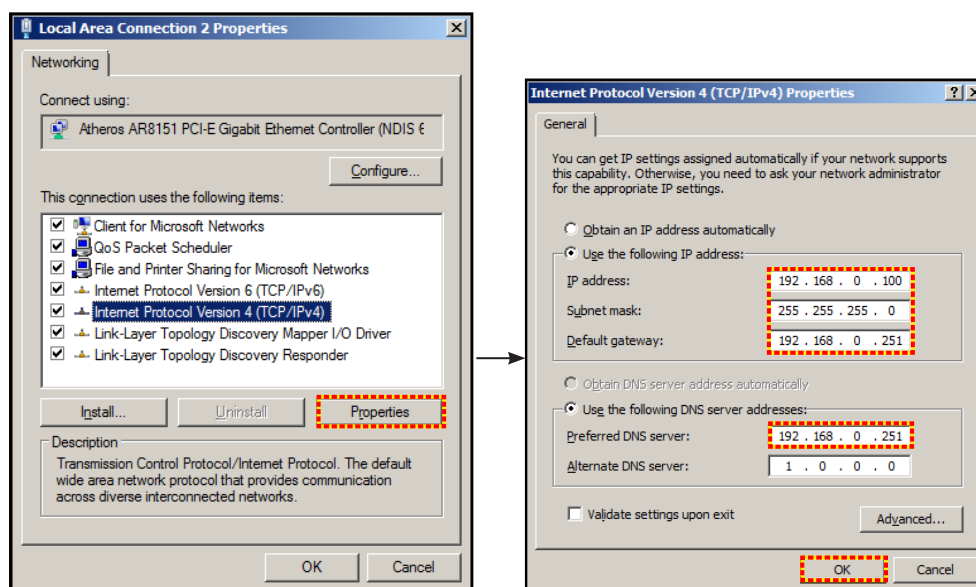 Local Area Connection 2 Properties
Networking
Connect using:
Atheros AR8151 PCI-E Gigabit Ethernet Controller (NDIS 6
Configure...
This connection uses the following items:
Client for Microsoft Networks
QoS Packet Scheduler
File and Printer Sharing for Microsoft Networks
Internet Protocol Version 6 (TCP/IPv6)
Internet Protocol Version 4 (TCP/IPv4)
Link-Layer Topology Discovery Mapper I/O Driver
Link-Layer Topology Discovery Responder
Install...
Uninstall
Properties
Description
Transmission Control Protocol/Internet Protocol. The default
wide area network protocol that provides communication
across diverse interconnected networks.
OK
Cancel
Internet Protocol Version 4 (TCP/IPv4) Properties
General
You can get IP settings assigned automatically if your network supports
this capability. Otherwise, you need to ask your network administrator
for the appropriate IP settings.
Obtain an IP address automatically
Use the following IP address:
IP address: 192 . 168 . 0 . 100
Subnet mask: 255 . 255 . 255 . 0
Default gateway: 192 . 168 . 0 . 251
Obtain DNS server address automatically
Use the following DNS server addresses:
Preferred DNS server: 192 . 168 . 0 . 251
Alternate DNS server: 1 . 0 . 0 . 0
Validate settings upon exit
Advanced...
OK
Cancel